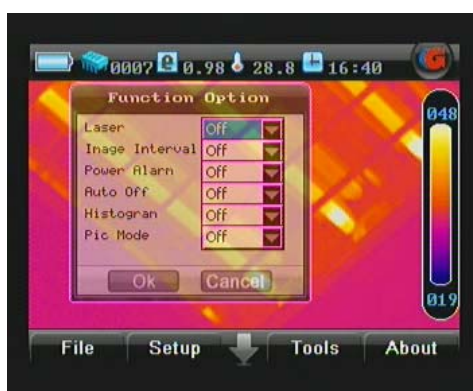 0007 e 0.98 28.8 16:40 G
Function Option
048
Laser Off
Inage Interval Off
Power Alarn Off
Auto Off Off
Histogran Off
Pic Mode Off
Ok Cancel
019
File Setup Tools About